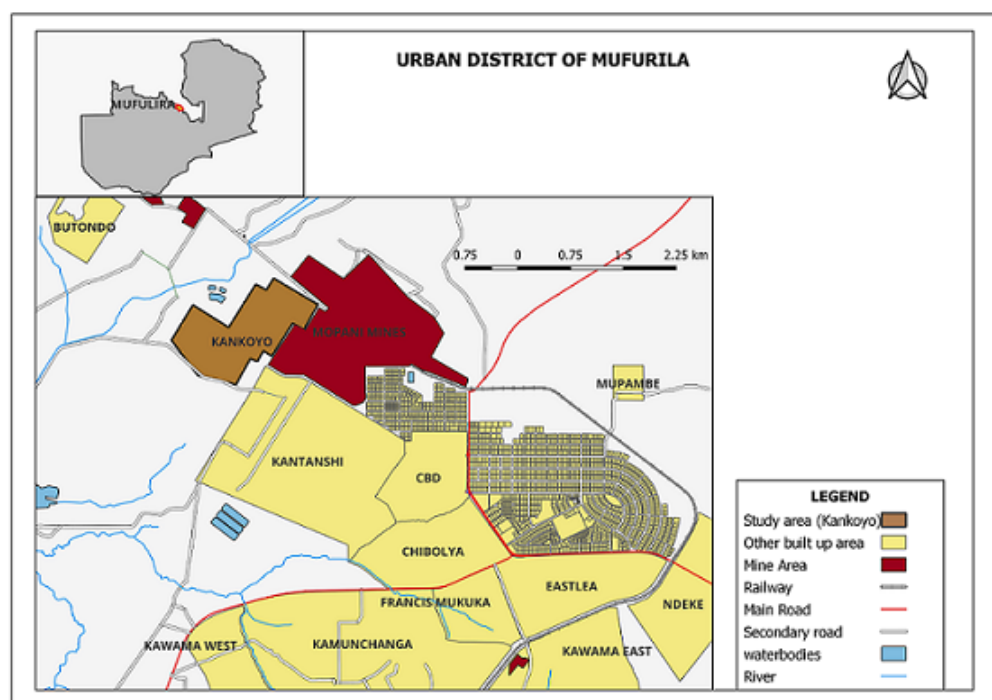 URBAN DISTRICT OF MUFURILA
MUFULIRA
BUTONDO
0.75 0 0.75 1.5 2.25 km
KANKOYO
MOPANI MINES
MUPAMBE
KANTANSHI
CBD
CHIBOLYA
EASTLEA
FRANCIS MUKUKA
NDEKE
KAWAMA WEST
KAMUNCHANGA
KAWAMA EAST
LEGEND
Study area (Kankoyo)
Other built up area
Mine Area
Railway
Main Road
Secondary road
waterbodies
River